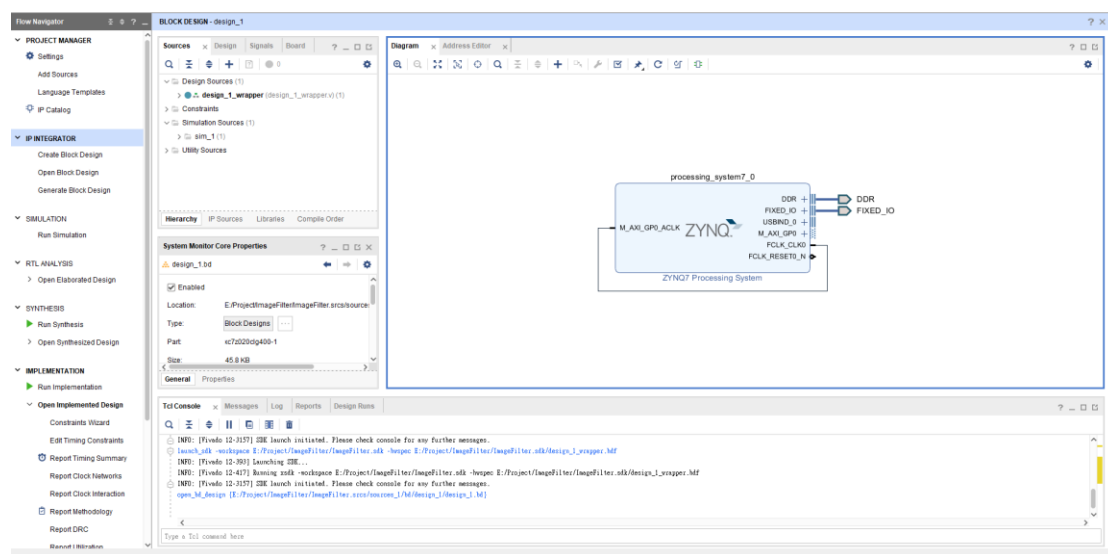 Flow Navigator
PROJECT MANAGER
Settings
Add Sources
Language Templates
IP Catalog
IP INTEGRATOR
Create Block Design
Open Block Design
Generate Block Design
SIMULATION
Run Simulation
RTL ANALYSIS
Open Elaborated Design
SYNTHESIS
Run Synthesis
Open Synthesized Design
IMPLEMENTATION
Run Implementation
Open Implemented Design
Constraints Wizard
Edit Timing Constraints
Report Timing Summary
Report Clock Networks
Report Clock Interaction
Report Methodology
Report DRC
Report Utilization
BLOCK DESIGN - design_1
Sources Design Signals Board
0
Design Sources (1)
design_1_wrapper (design_1_wrapper.v) (1)
Constraints
Simulation Sources (1)
sim_1 (1)
Utility Sources
Hierarchy IP Sources Libraries Compile Order
System Monitor Core Properties
design_1.bd
Enabled
Location: E:/Project/ImageFilter/ImageFilter.srcs/source
Type: Block Designs
Part: xc7z020clg400-1
Size: 45.8 KB
General Properties
Diagram Address Editor
processing_system7_0
DDR
FIXED_IO
USBIND_0
M_AXI_GP0
FCLK_CLK0
FCLK_RESET0_N
M_AXI_GP0_ACLK
ZYNQ
ZYNQ7 Processing System
DDR
FIXED_IO
Tcl Console Messages Log Reports Design Runs
INFO: [Vivado 12-3157] SDK launch initiated. Please check console for any further messages.
launch_sdk -workspace E:/Project/ImageFilter/ImageFilter.sdk -hwspec E:/Project/ImageFilter/ImageFilter.sdk/design_1_wrapper.hdf
INFO: [Vivado 12-393] Launching SDK...
INFO: [Vivado 12-417] Running xsdk -workspace E:/Project/ImageFilter/ImageFilter.sdk -hwspec E:/Project/ImageFilter/ImageFilter.sdk/design_1_wrapper.hdf
INFO: [Vivado 12-3157] SDK launch initiated. Please check console for any further messages.
open_bd_design {E:/Project/ImageFilter/ImageFilter.srcs/sources_1/bd/design_1/design_1.bd}
Type a Tcl command here